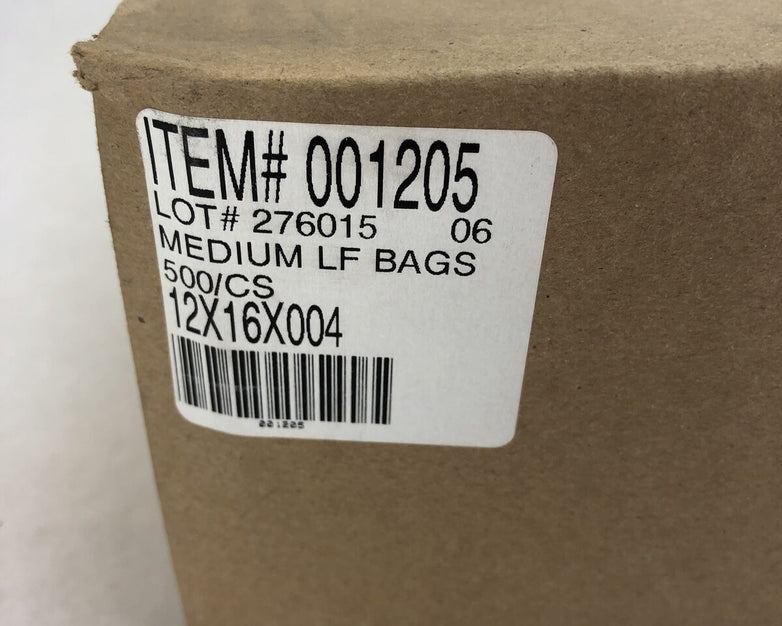 ITEM# 001205
LOT# 276015 06
MEDIUM LF BAGS
500/CS
12X16X004
001205